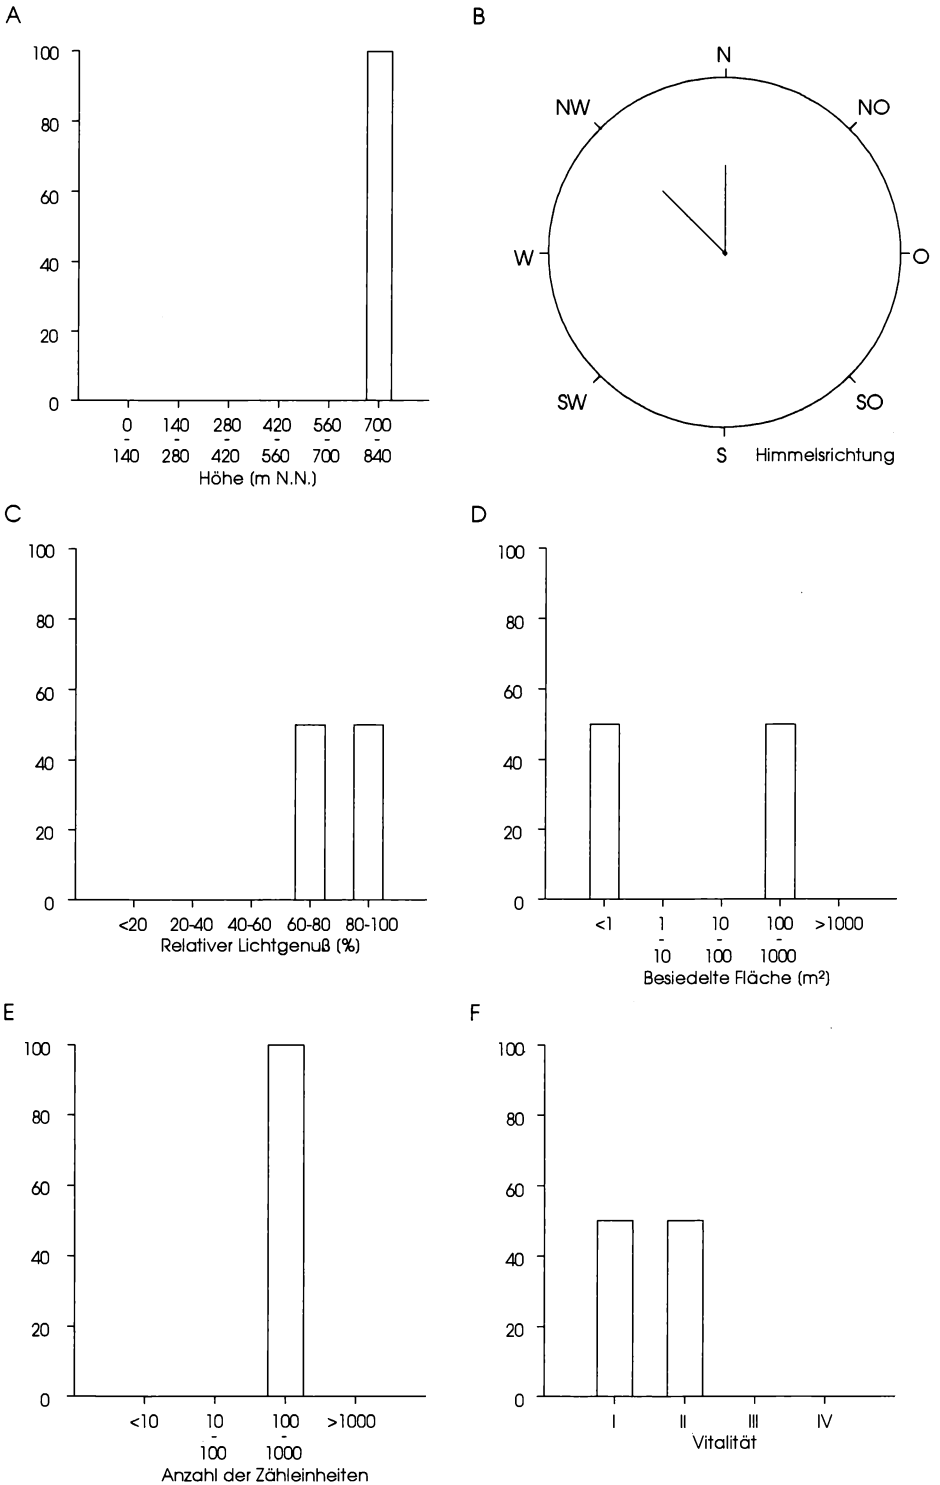 A
100
80
60
40
20
0
0 140 280 420 560 700
- - - - - -
140 280 420 560 700 840
Höhe (m N.N.)
B
N
NW NO
W O
SW SO
S Himmelsrichtung
C
100
80
60
40
20
0
<20 20-40 40-60 60-80 80-100
Relativer Lichtgenuß (%)
D
100
80
60
40
20
0
<1 1 10 100 >1000
- - -
10 100 1000
Besiedelte Fläche (m²)
E
100
80
60
40
20
0
<10 10 100 >1000
- -
100 1000
Anzahl der Zähleinheiten
F
100
80
60
40
20
0
I II III IV
Vitalität